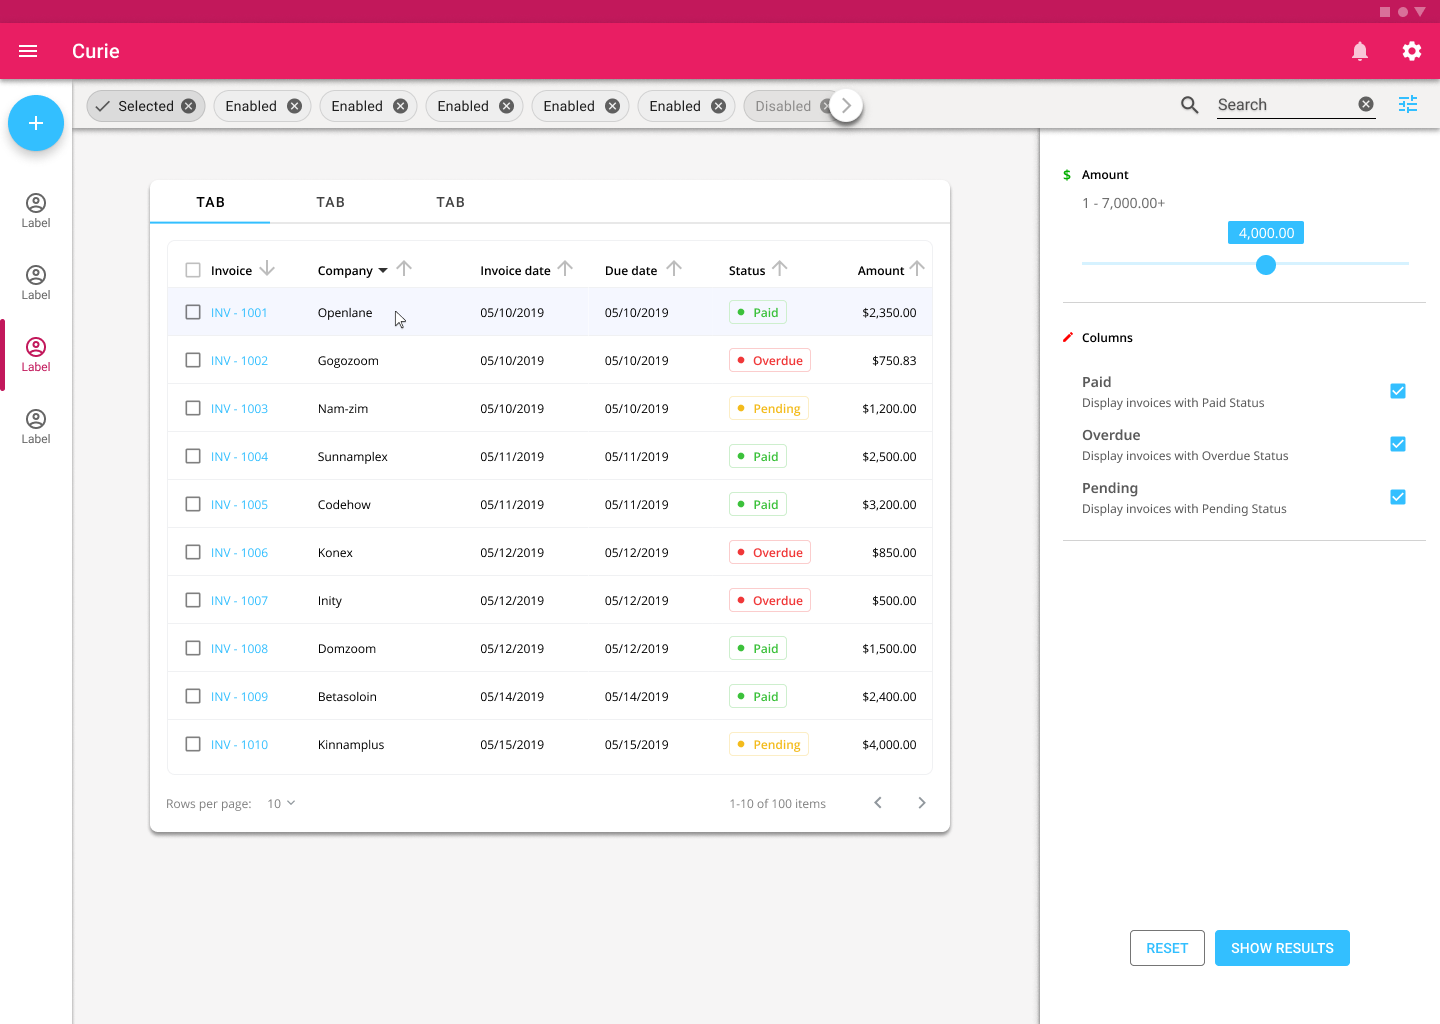 Curie
Selected Enabled Enabled Enabled Enabled Enabled Disabled Search
Label
Label
Label
Label
TAB TAB TAB
Invoice Company Invoice date Due date Status Amount
INV - 1001 Openlane 05/10/2019 05/10/2019 Paid $2,350.00
INV - 1002 Gogozoom 05/10/2019 05/10/2019 Overdue $750.83
INV - 1003 Nam-zim 05/10/2019 05/10/2019 Pending $1,200.00
INV - 1004 Sunnamplex 05/11/2019 05/11/2019 Paid $2,500.00
INV - 1005 Codehow 05/11/2019 05/11/2019 Paid $3,200.00
INV - 1006 Konex 05/12/2019 05/12/2019 Overdue $850.00
INV - 1007 Inity 05/12/2019 05/12/2019 Overdue $500.00
INV - 1008 Domzoom 05/12/2019 05/12/2019 Paid $1,500.00
INV - 1009 Betasoloin 05/14/2019 05/14/2019 Paid $2,400.00
INV - 1010 Kinnamplus 05/15/2019 05/15/2019 Pending $4,000.00
Rows per page: 10 1-10 of 100 items
$ Amount
1 - 7,000.00+
4,000.00
Columns
Paid
Display invoices with Paid Status
Overdue
Display invoices with Overdue Status
Pending
Display invoices with Pending Status
RESET SHOW RESULTS